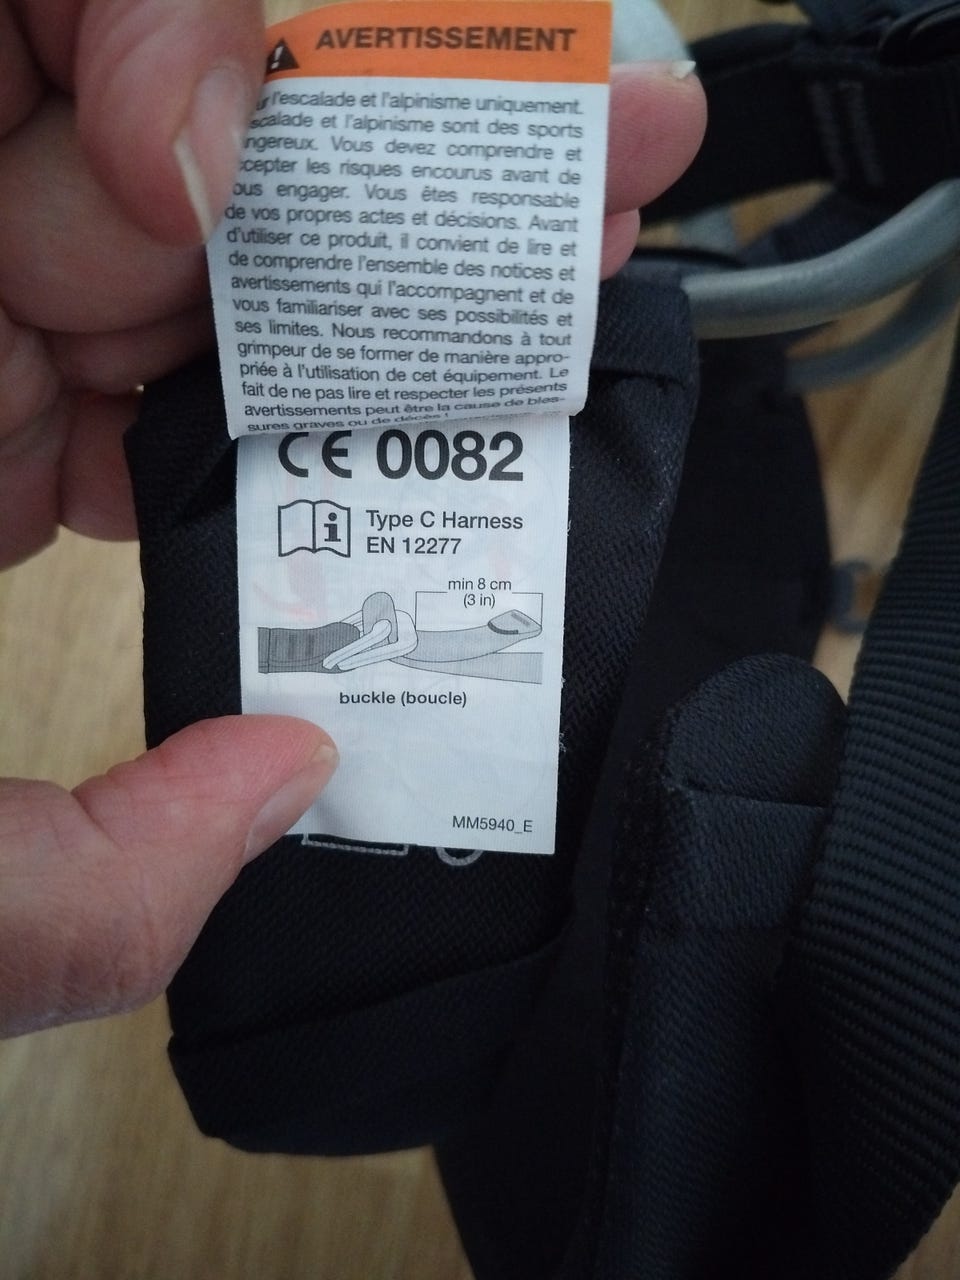 AVERTISSEMENT
l'escalade et l'alpinisme uniquement.
et l'alpinisme sont des sports
Vous devez comprendre et
les risques encourus avant de
engager. Vous êtes responsable
de vos propres actes et décisions. Avant
d'utiliser ce produit, il convient de lire et
de comprendre l'ensemble des notices et
avertissements qui l'accompagnent et de
vous familiariser avec ses possibilités et
ses limites. Nous recommandons à tout
grimpeur de se former de manière appro-
priée à l'utilisation de cet équipement. Le
fait de ne pas lire et respecter les présents
avertissements peut être la cause de bles-
sures graves ou de décès !
CE 0082
Type C Harness
EN 12277
min 8 cm
(3 in)
buckle (boucle)
MM5940_E